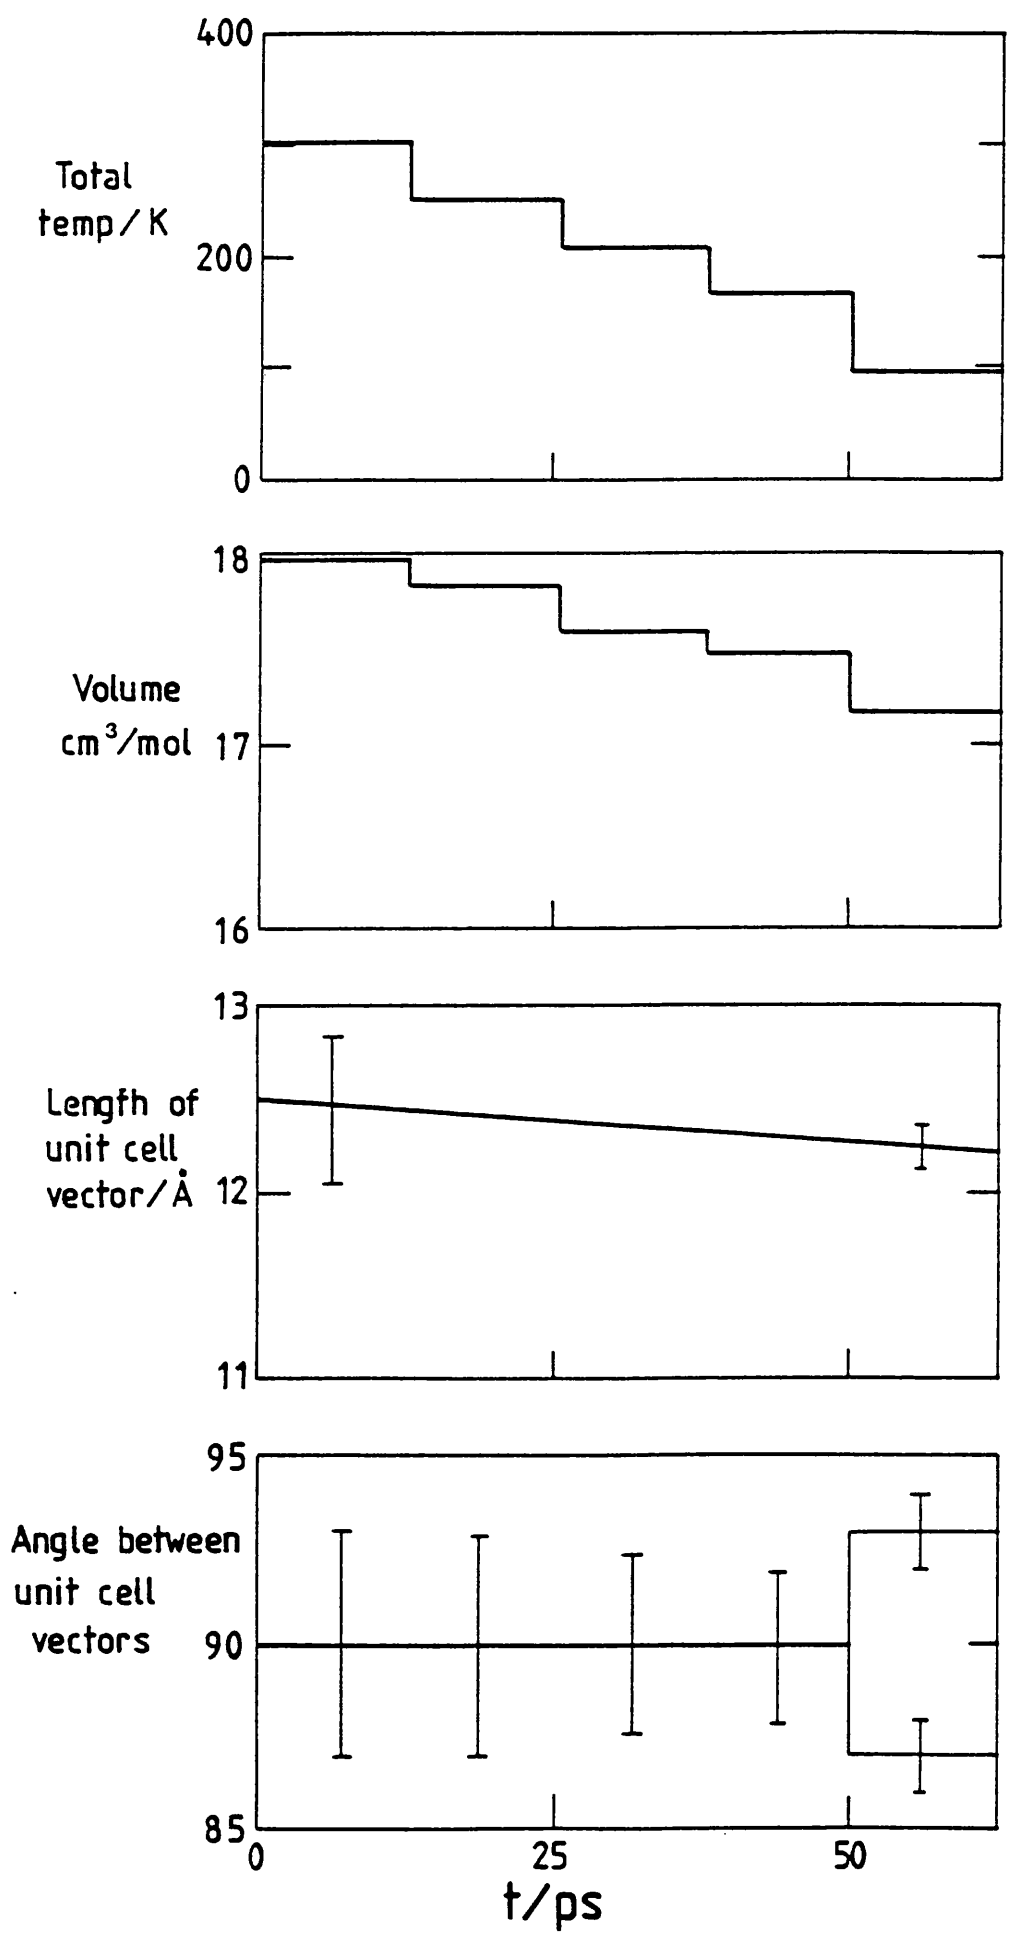 400
Total
temp/K
200
0
18
Volume
cm³/mol
17
16
13
Length of
unit cell
vector/Å
12
11
95
Angle between
unit cell
vectors
90
85
0 25 50
t/ps